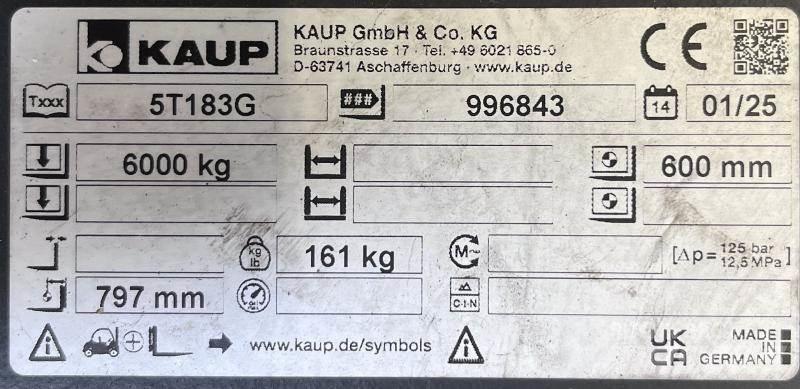 KAUP
KAUP GmbH & Co. KG
Braunstrasse 17 · Tel. +49 6021 865-0
D-63741 Aschaffenburg · www.kaup.de
CE
Txxx 5T183G ### 996843 14 01/25
6000 kg 600 mm
kg lb 161 kg M~ [Δp= 125 bar
12,5 MPa]
797 mm C-I-N
www.kaup.de/symbols
UK
CA
MADE
IN
GERMANY